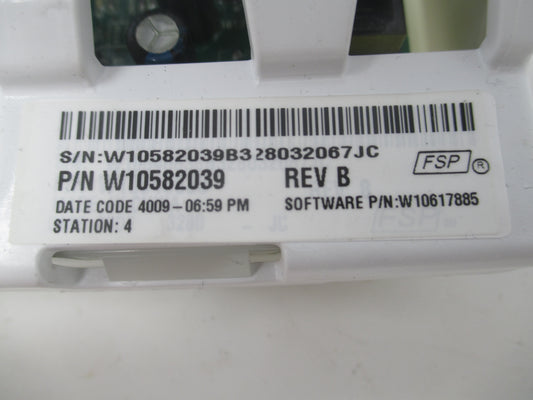 S/N:W10582039B328032067JC
FSP ®
P/N W10582039 REV B
DATE CODE 4009-06:59 PM SOFTWARE P/N:W10617885
STATION: 4